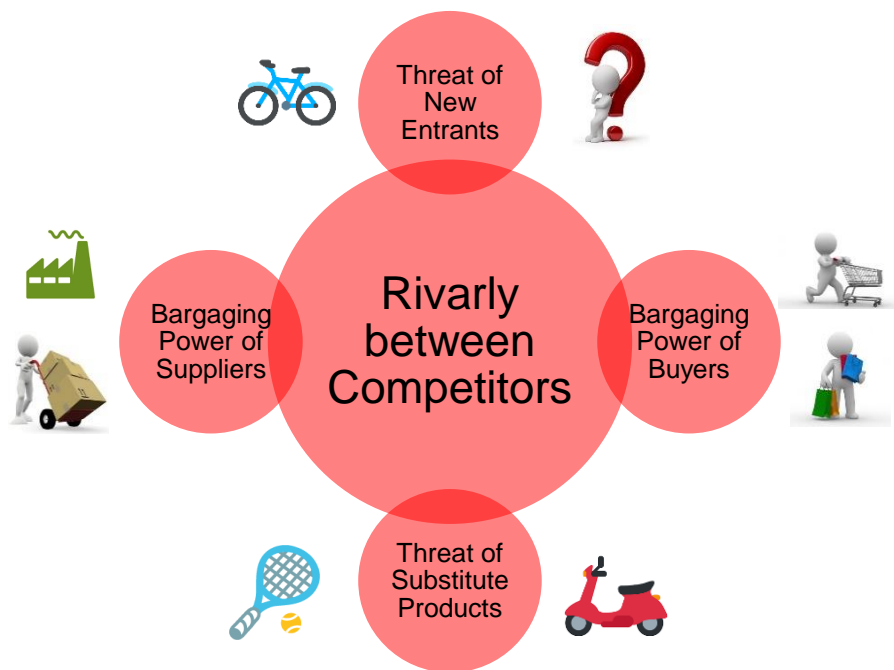 Threat of
New
Entrants
Bargaging
Power of
Suppliers
Rivarly
between
Competitors
Bargaging
Power of
Buyers
Threat of
Substitute
Products